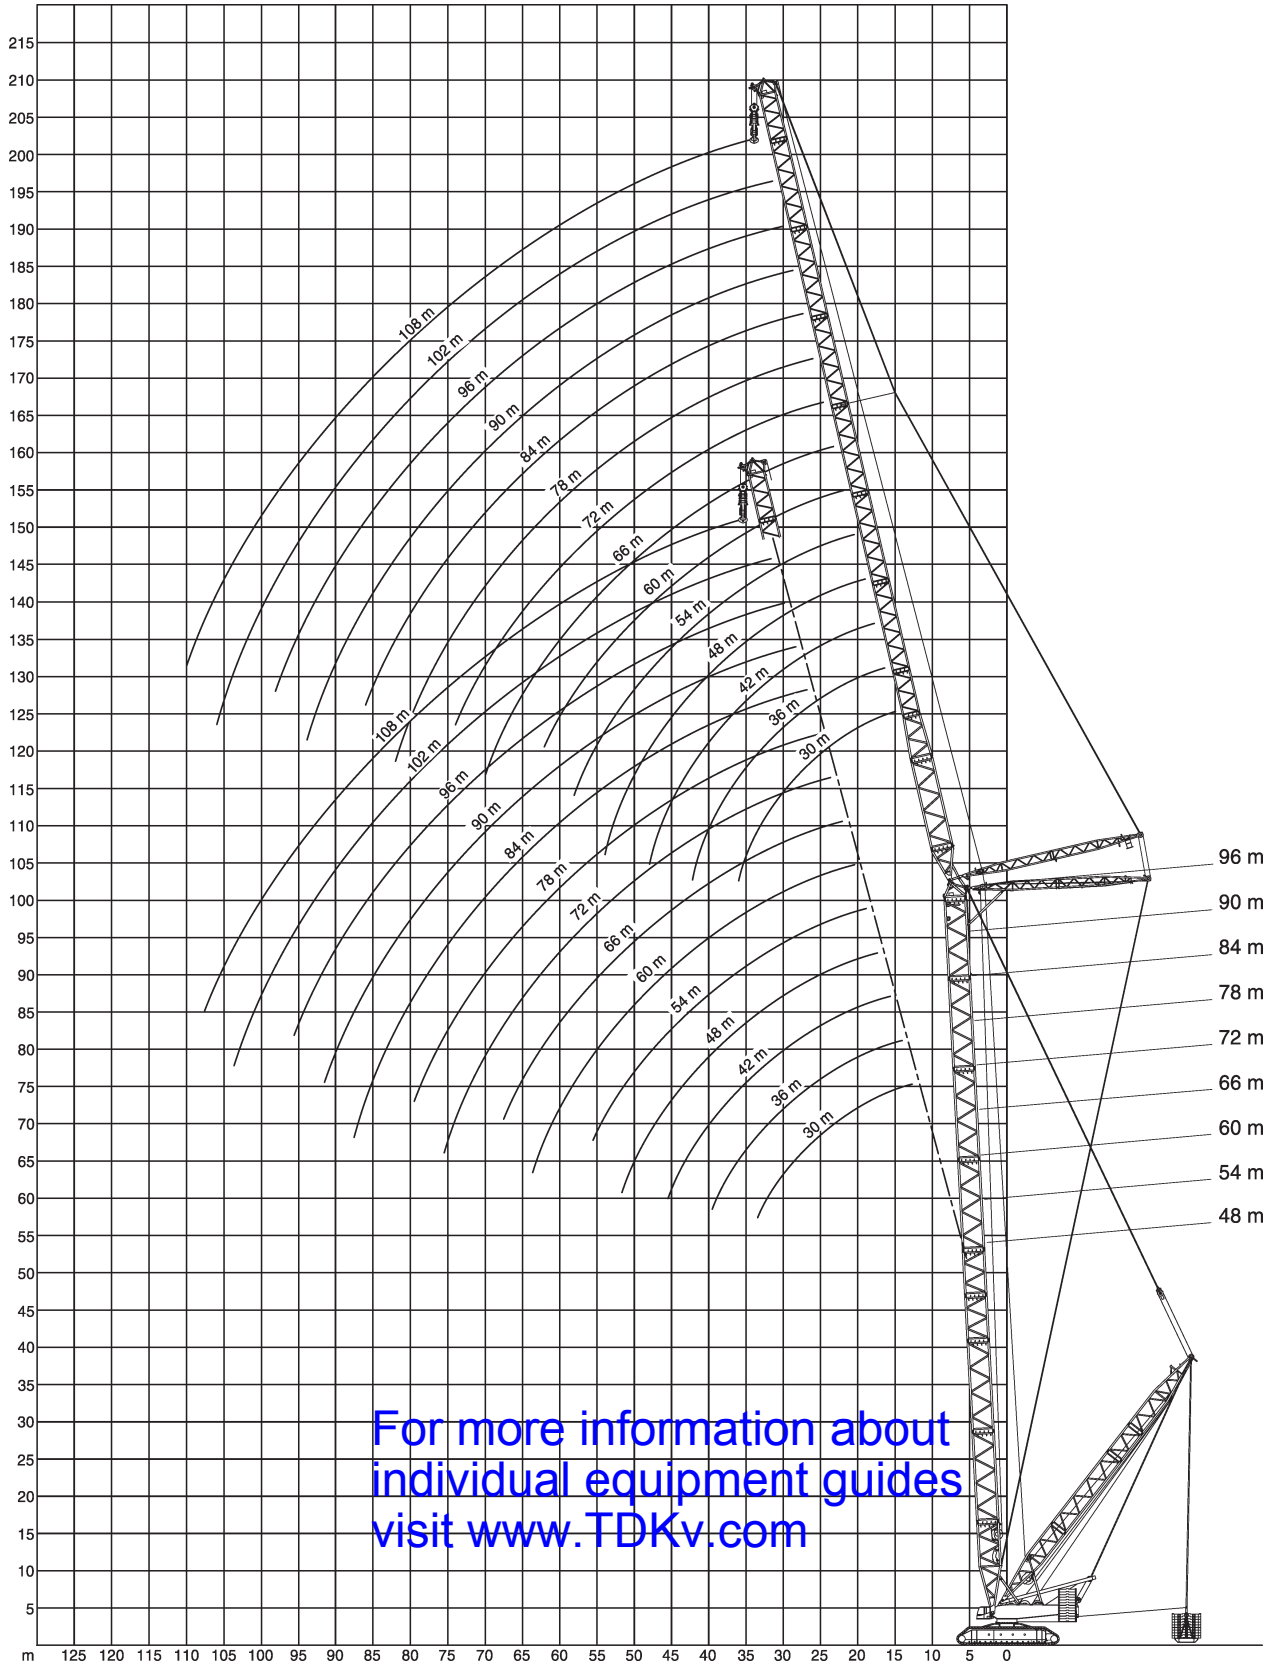 215
210
205
200
195
190
185
180
175
170
165
160
155
150
145
140
135
130
125
120
115
110
105
100
95
90
85
80
75
70
65
60
55
50
45
40
35
30
25
20
15
10
5
108 m
102 m
96 m
90 m
84 m
78 m
72 m
66 m
60 m
54 m
48 m
42 m
36 m
30 m
108 m
102 m
96 m
90 m
84 m
78 m
72 m
66 m
60 m
54 m
48 m
42 m
36 m
30 m
96 m
90 m
84 m
78 m
72 m
66 m
60 m
54 m
48 m
For more information about
individual equipment guides
visit www.TDKv.com
m 125 120 115 110 105 100 95 90 85 80 75 70 65 60 55 50 45 40 35 30 25 20 15 10 5 0